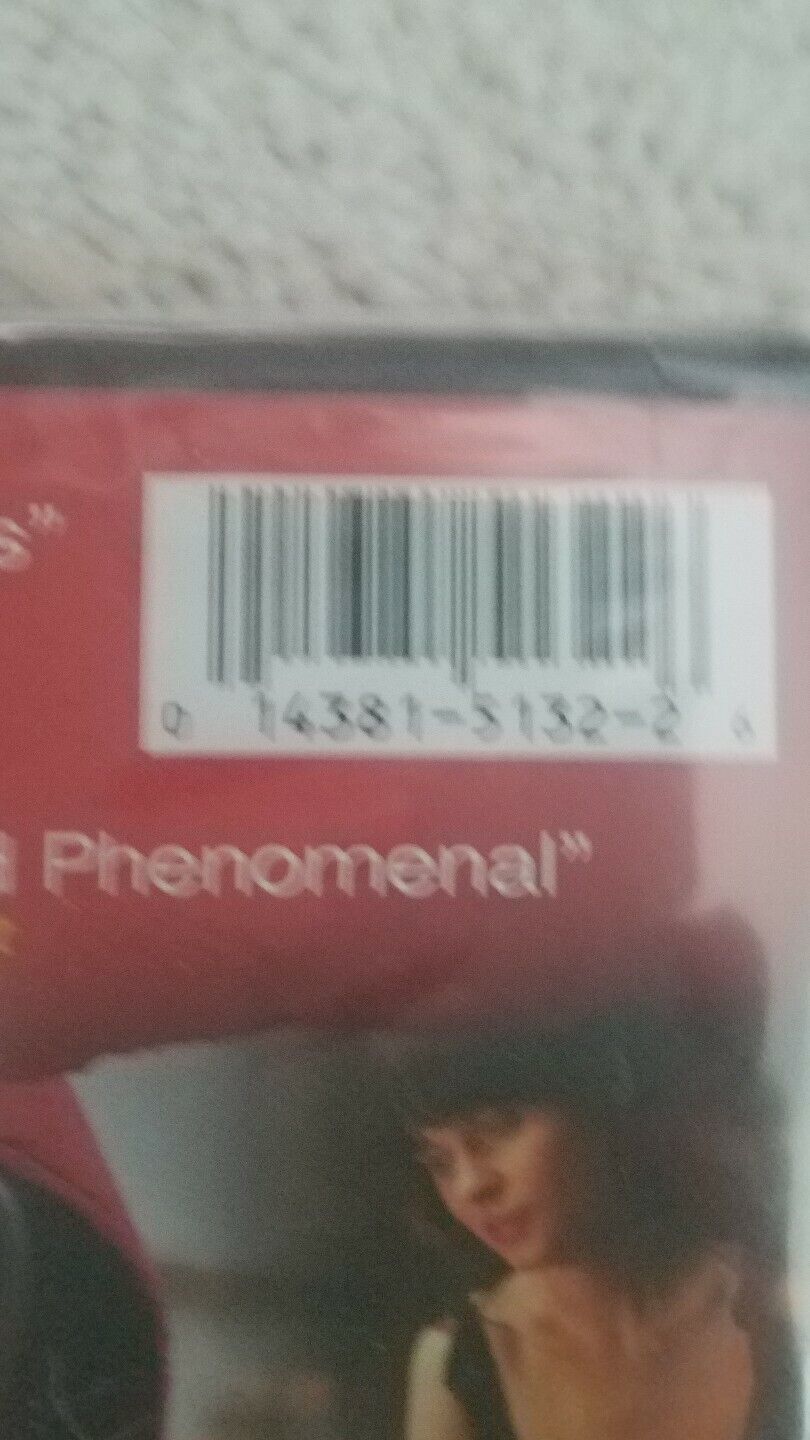 s”
0 14381-5132-2 6
Phenomenal”